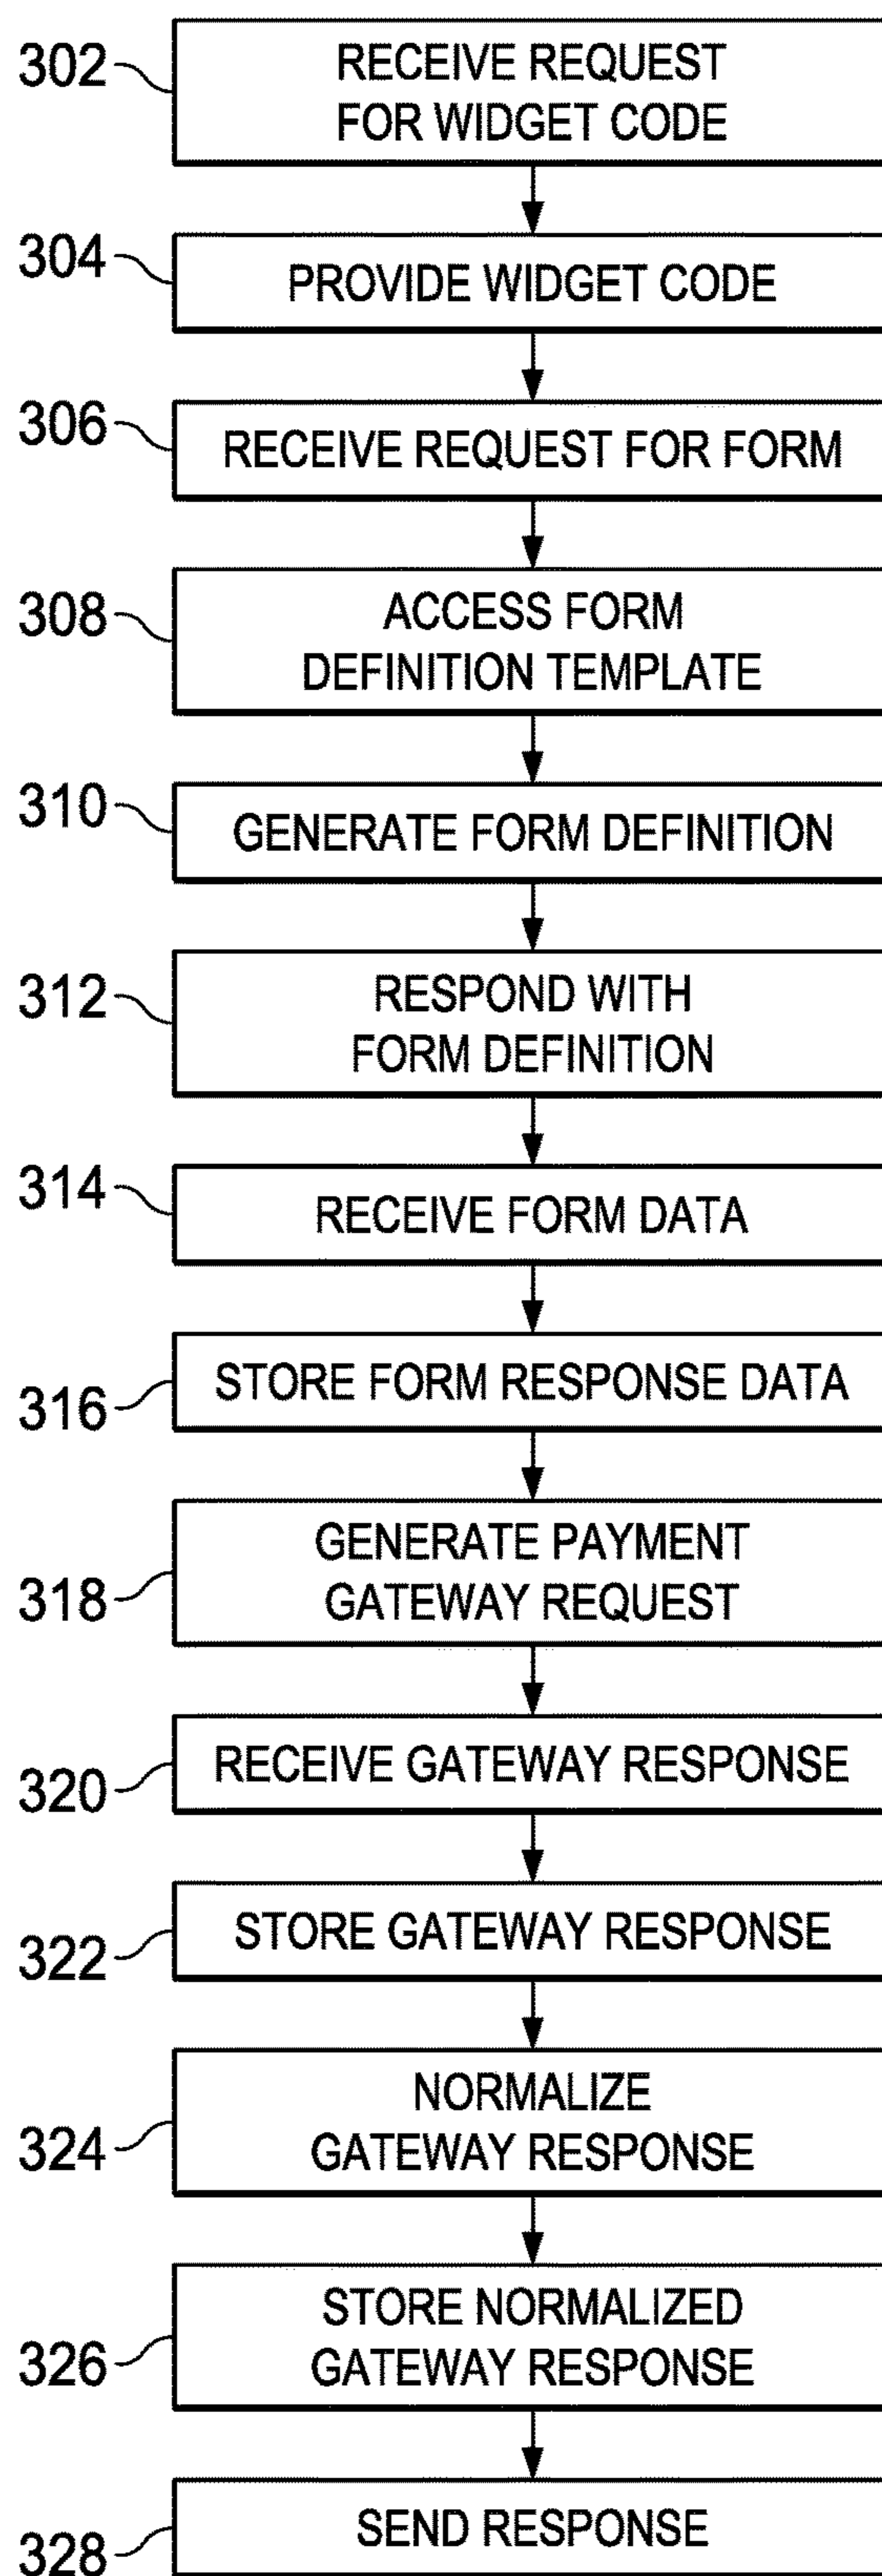 302
RECEIVE REQUEST
FOR WIDGET CODE
304
PROVIDE WIDGET CODE
306
RECEIVE REQUEST FOR FORM
308
ACCESS FORM
DEFINITION TEMPLATE
310
GENERATE FORM DEFINITION
312
RESPOND WITH
FORM DEFINITION
314
RECEIVE FORM DATA
316
STORE FORM RESPONSE DATA
318
GENERATE PAYMENT
GATEWAY REQUEST
320
RECEIVE GATEWAY RESPONSE
322
STORE GATEWAY RESPONSE
324
NORMALIZE
GATEWAY RESPONSE
326
STORE NORMALIZED
GATEWAY RESPONSE
328
SEND RESPONSE